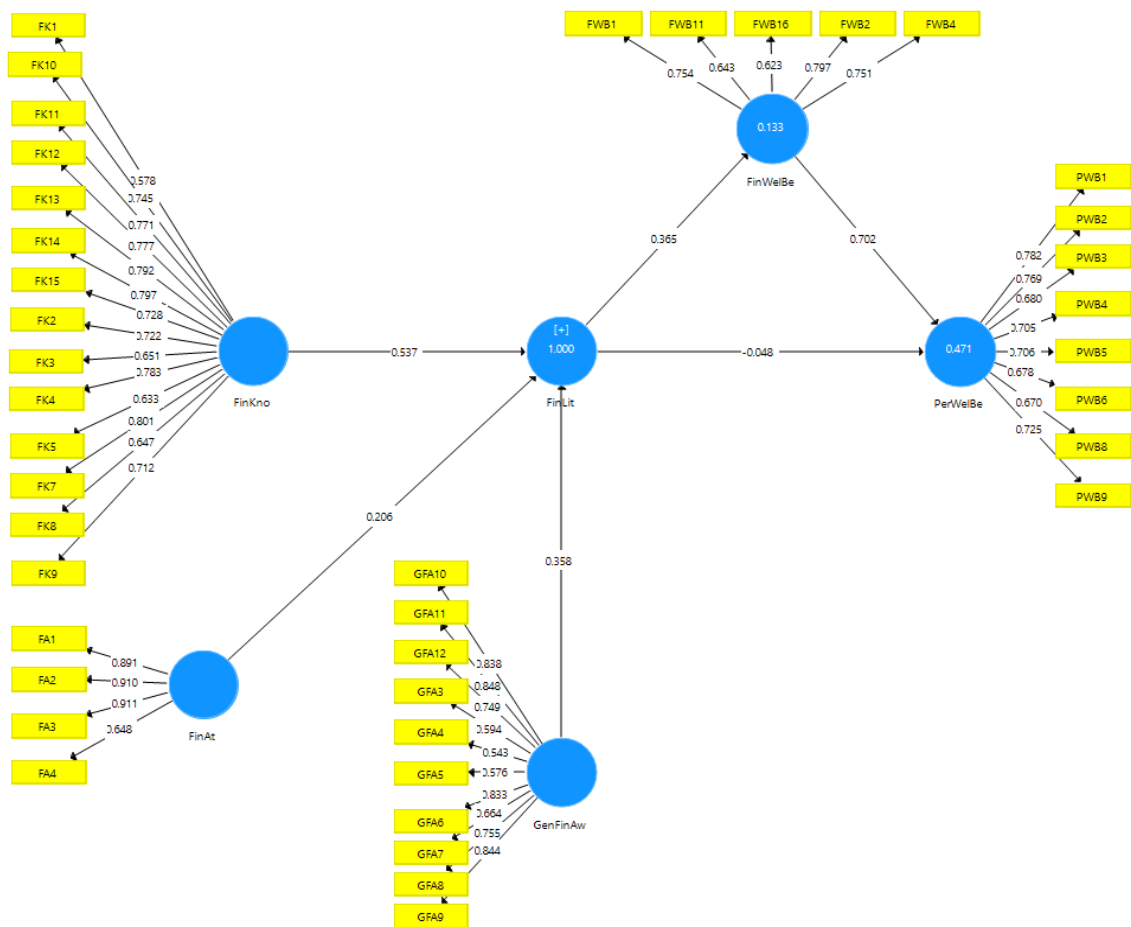 FK1
FK10
FK11
FK12
FK13
FK14
FK15
FK2
FK3
FK4
FK5
FK7
FK8
FK9
0.578
0.745
0.771
0.777
0.792
0.797
0.728
0.722
0.651
0.783
0.633
0.801
0.647
0.712
FinKno
0.537
FA1
FA2
FA3
FA4
0.891
0.910
0.911
0.648
FinAt
0.206
GFA10
GFA11
GFA12
GFA3
GFA4
GFA5
GFA6
GFA7
GFA8
GFA9
0.838
0.848
0.749
0.594
0.543
0.576
0.833
0.664
0.755
0.844
GenFinAw
0.358
[+]
1.000
FinLit
0.365
-0.048
FWB1
FWB11
FWB16
FWB2
FWB4
0.754
0.643
0.623
0.797
0.751
0.133
FinWelBe
0.702
PWB1
PWB2
PWB3
PWB4
PWB5
PWB6
PWB8
PWB9
0.782
0.769
0.680
0.705
0.706
0.678
0.670
0.725
0.471
PerWelBe